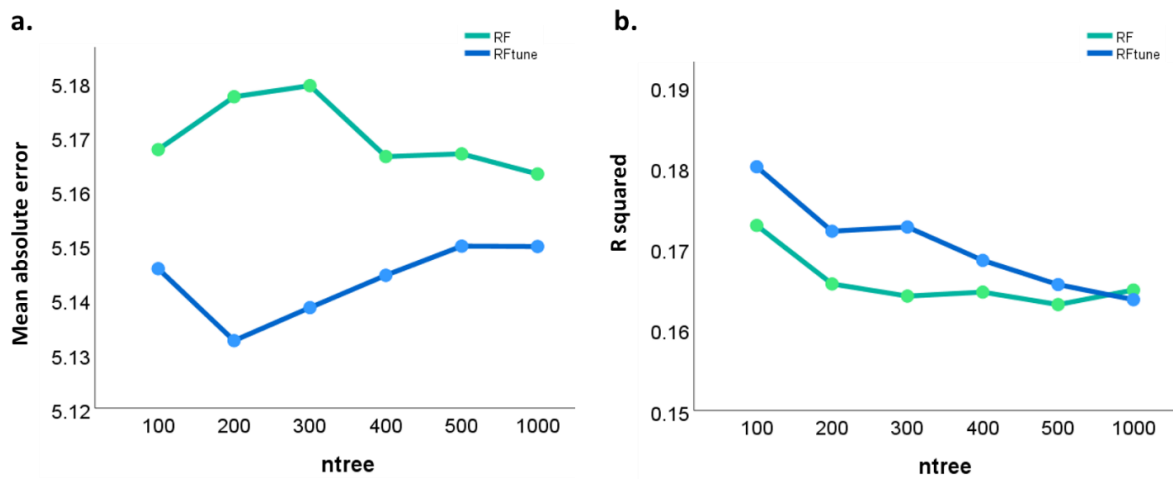 a.
RF
RFtune
Mean absolute error
5.18
5.17
5.16
5.15
5.14
5.13
5.12
100 200 300 400 500 1000
ntree
b.
RF
RFtune
R squared
0.19
0.18
0.17
0.16
0.15
100 200 300 400 500 1000
ntree